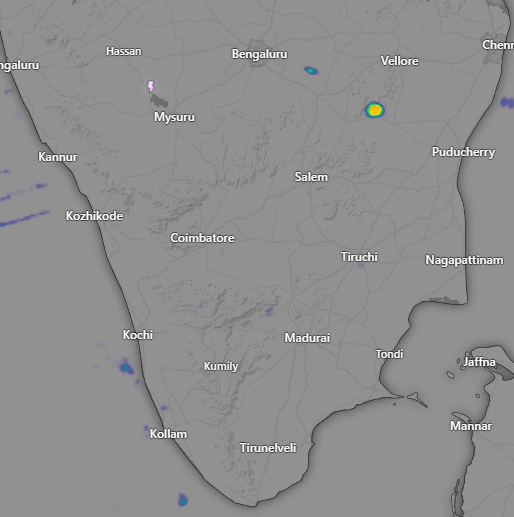 Hassan
Bengaluru
Chenn
ngaluru
Vellore
Mysuru
Kannur
Puducherry
Salem
Kozhikode
Coimbatore
Tiruchi
Nagapattinam
Kochi
Madurai
Tondi
Jaffna
Kumily
Mannar
Kollam
Tirunelveli